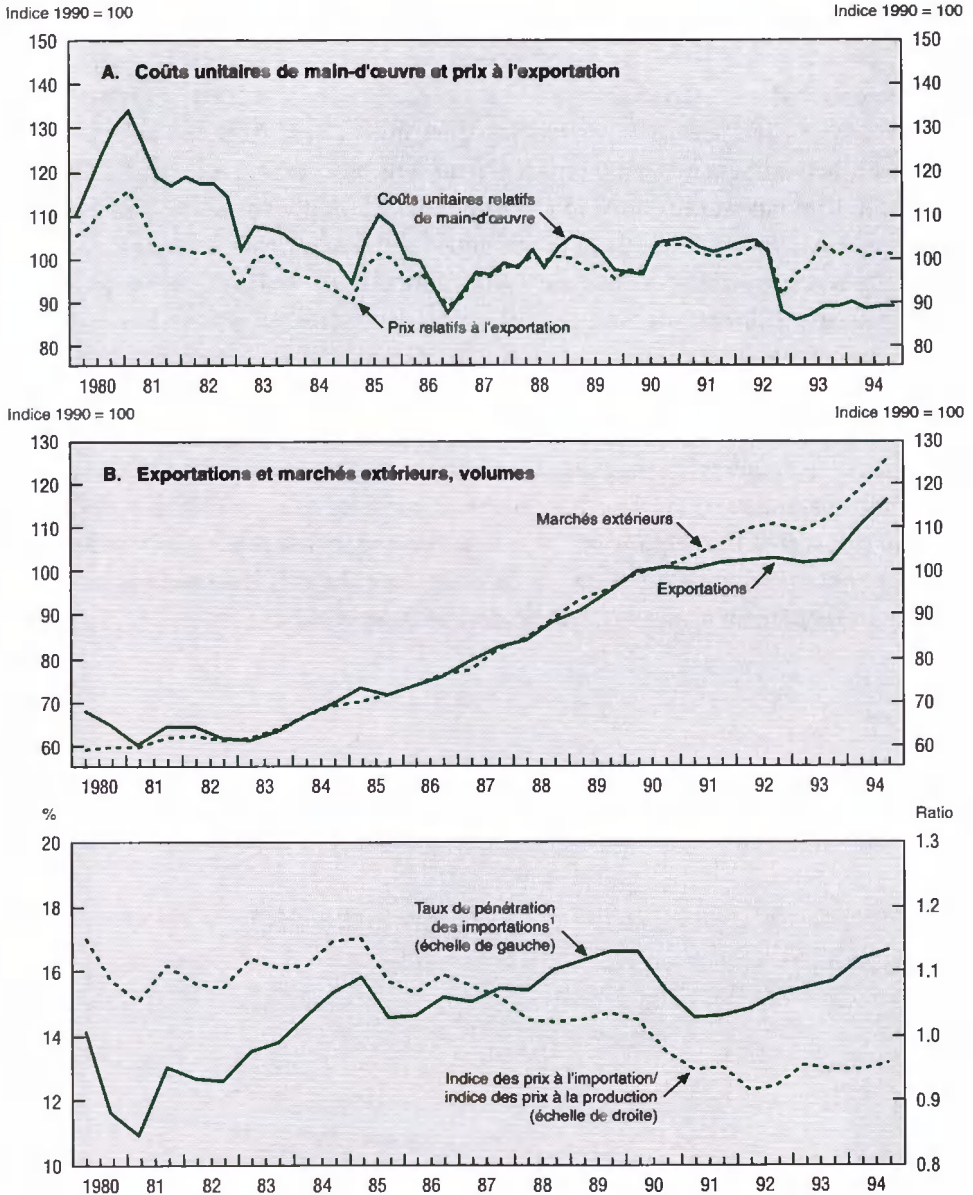 Indice 1990 = 100
Indice 1990 = 100
A. Coûts unitaires de main-d'œuvre et prix à l'exportation
150
140
130
120
110
100
90
80
150
140
130
120
110
100
90
80
Coûts unitaires relatifs
de main-d'œuvre
Prix relatifs à l'exportation
1980 81 82 83 84 85 86 87 88 89 90 91 92 93 94
Indice 1990 = 100
Indice 1990 = 100
B. Exportations et marchés extérieurs, volumes
130
120
110
100
90
80
70
60
130
120
110
100
90
80
70
60
Marchés extérieurs
Exportations
1980 81 82 83 84 85 86 87 88 89 90 91 92 93 94
%
Ratio
20
18
16
14
12
10
1.3
1.2
1.1
1.0
0.9
0.8
Taux de pénétration
des importations¹
(échelle de gauche)
Indice des prix à l'importation/
indice des prix à la production
(échelle de droite)
1980 81 82 83 84 85 86 87 88 89 90 91 92 93 94